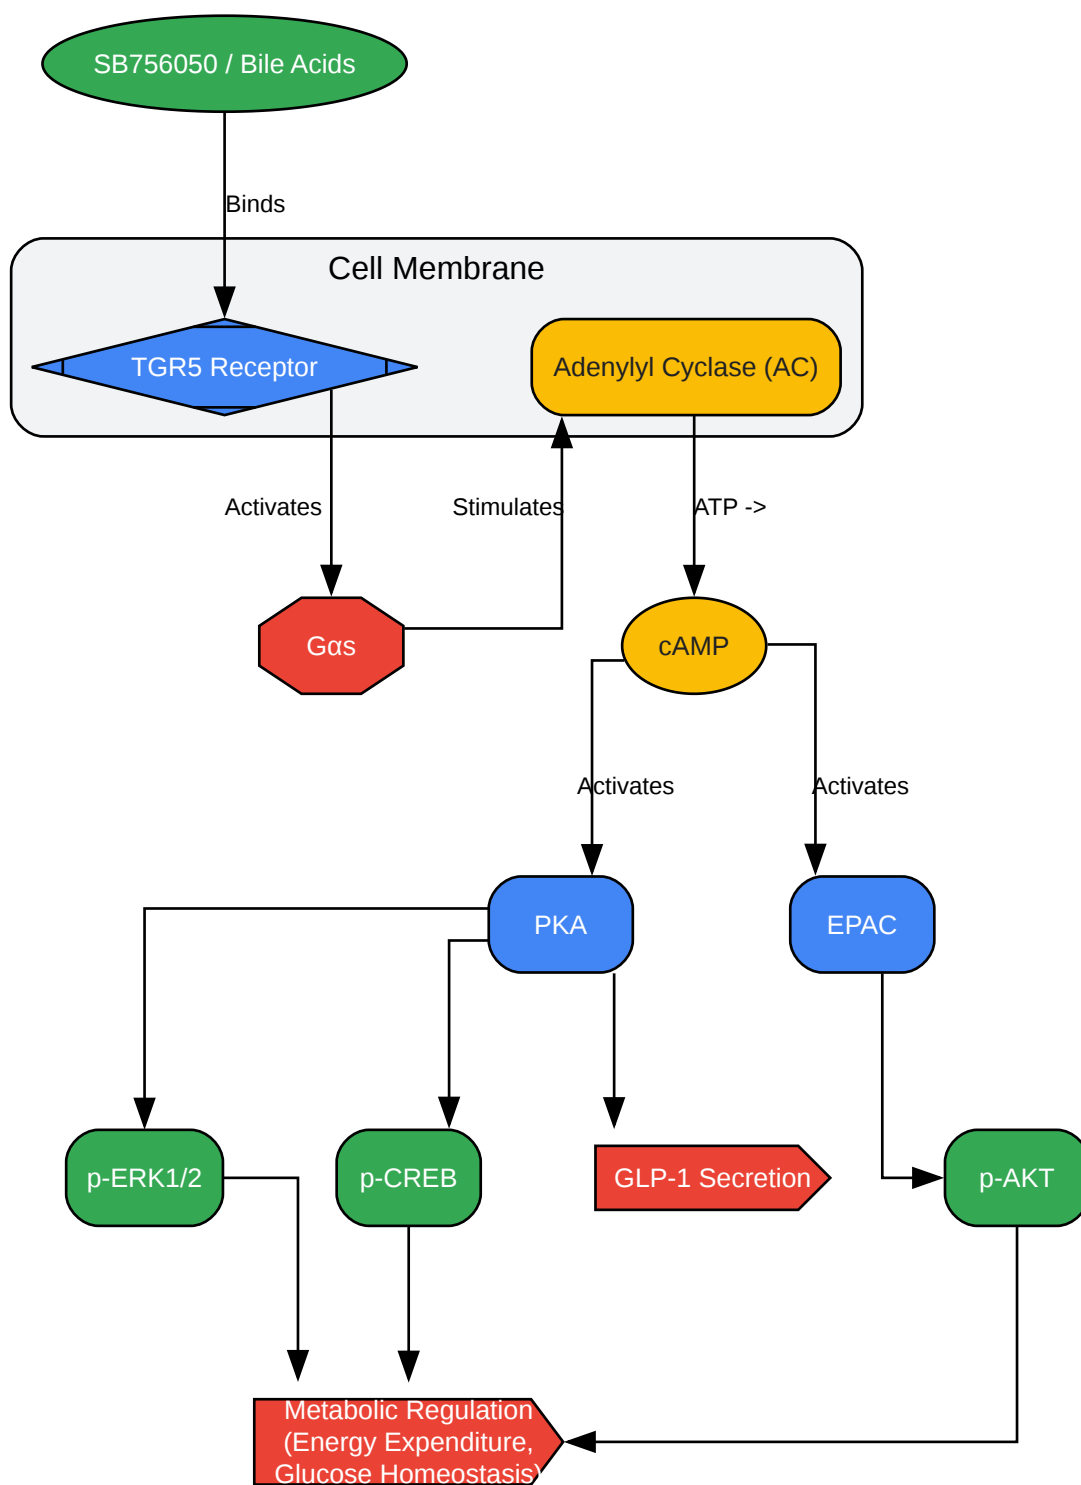 SB756050 / Bile Acids
Binds
Cell Membrane
TGR5 Receptor
Adenylyl Cyclase (AC)
Activates
Stimulates
ATP ->
Gαs
cAMP
Activates
Activates
PKA
EPAC
p-ERK1/2
p-CREB
GLP-1 Secretion
p-AKT
Metabolic Regulation
(Energy Expenditure,
Glucose Homeostasis)